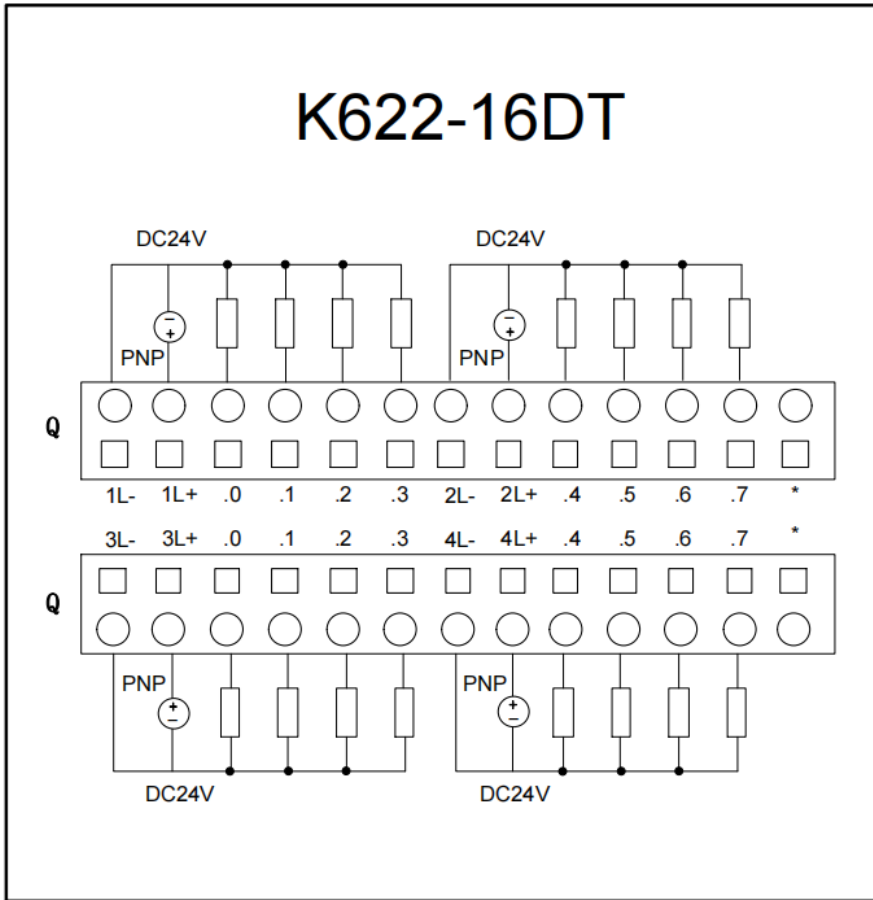 K622-16DT
DC24V DC24V
− −
+ +
PNP PNP
Q
1L- 1L+ .0 .1 .2 .3 2L- 2L+ .4 .5 .6 .7 *
3L- 3L+ .0 .1 .2 .3 4L- 4L+ .4 .5 .6 .7 *
Q
PNP PNP
+ +
− −
DC24V DC24V